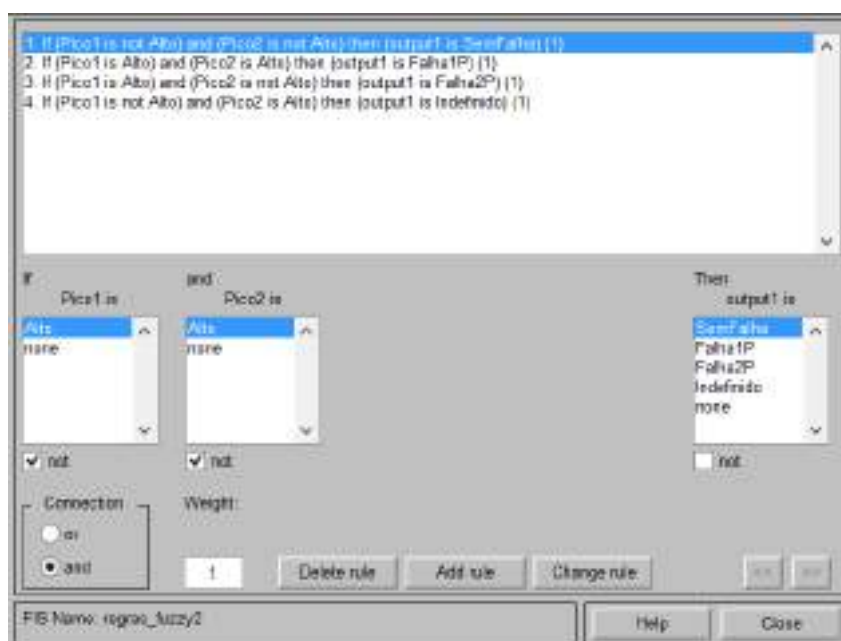 1. If (Pico1 is not Alto) and (Pico2 is not Alto) then (output1 is SemFalha) (1)
2. If (Pico1 is Alto) and (Pico2 is Alto) then (output1 is Falha1P) (1)
3. If (Pico1 is Alto) and (Pico2 is not Alto) then (output1 is Falha2P) (1)
4. If (Pico1 is not Alto) and (Pico2 is Alto) then (output1 is Indefinido) (1)
If
and
Then
Pico1 is
Pico2 is
output1 is
Alto
none
Alto
none
SemFalha
Falha1P
Falha2P
Indefinido
none
not
not
not
Connection
or
and
Weight:
1
Delete rule
Add rule
Change rule
<<
>>
FIS Name: regras_fuzzy2
Help
Close